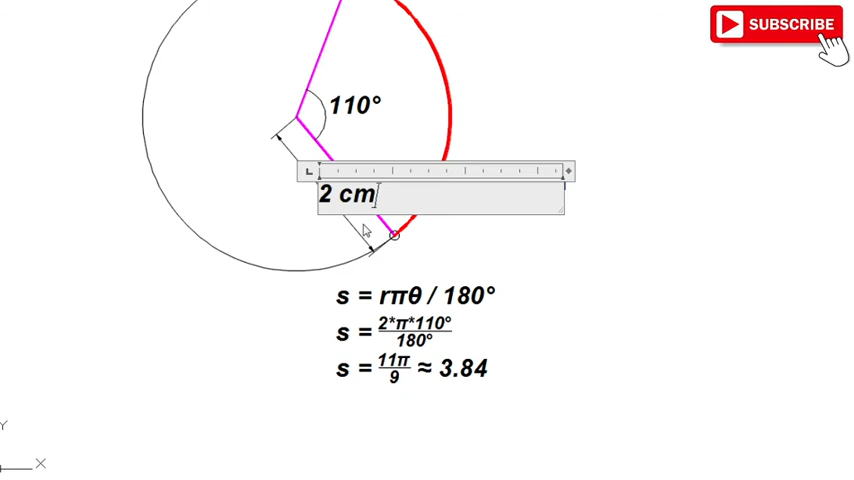 SUBSCRIBE
110°
2 cm
s = rπθ / 180°
s = 2*π*110° / 180°
s = 11π / 9 ≈ 3.84
Y
X